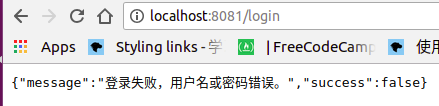 localhost:8081/login
Apps Styling links - 学 | FreeCodeCam 使用
{"message":"登录失败，用户名或密码错误。","success":false}